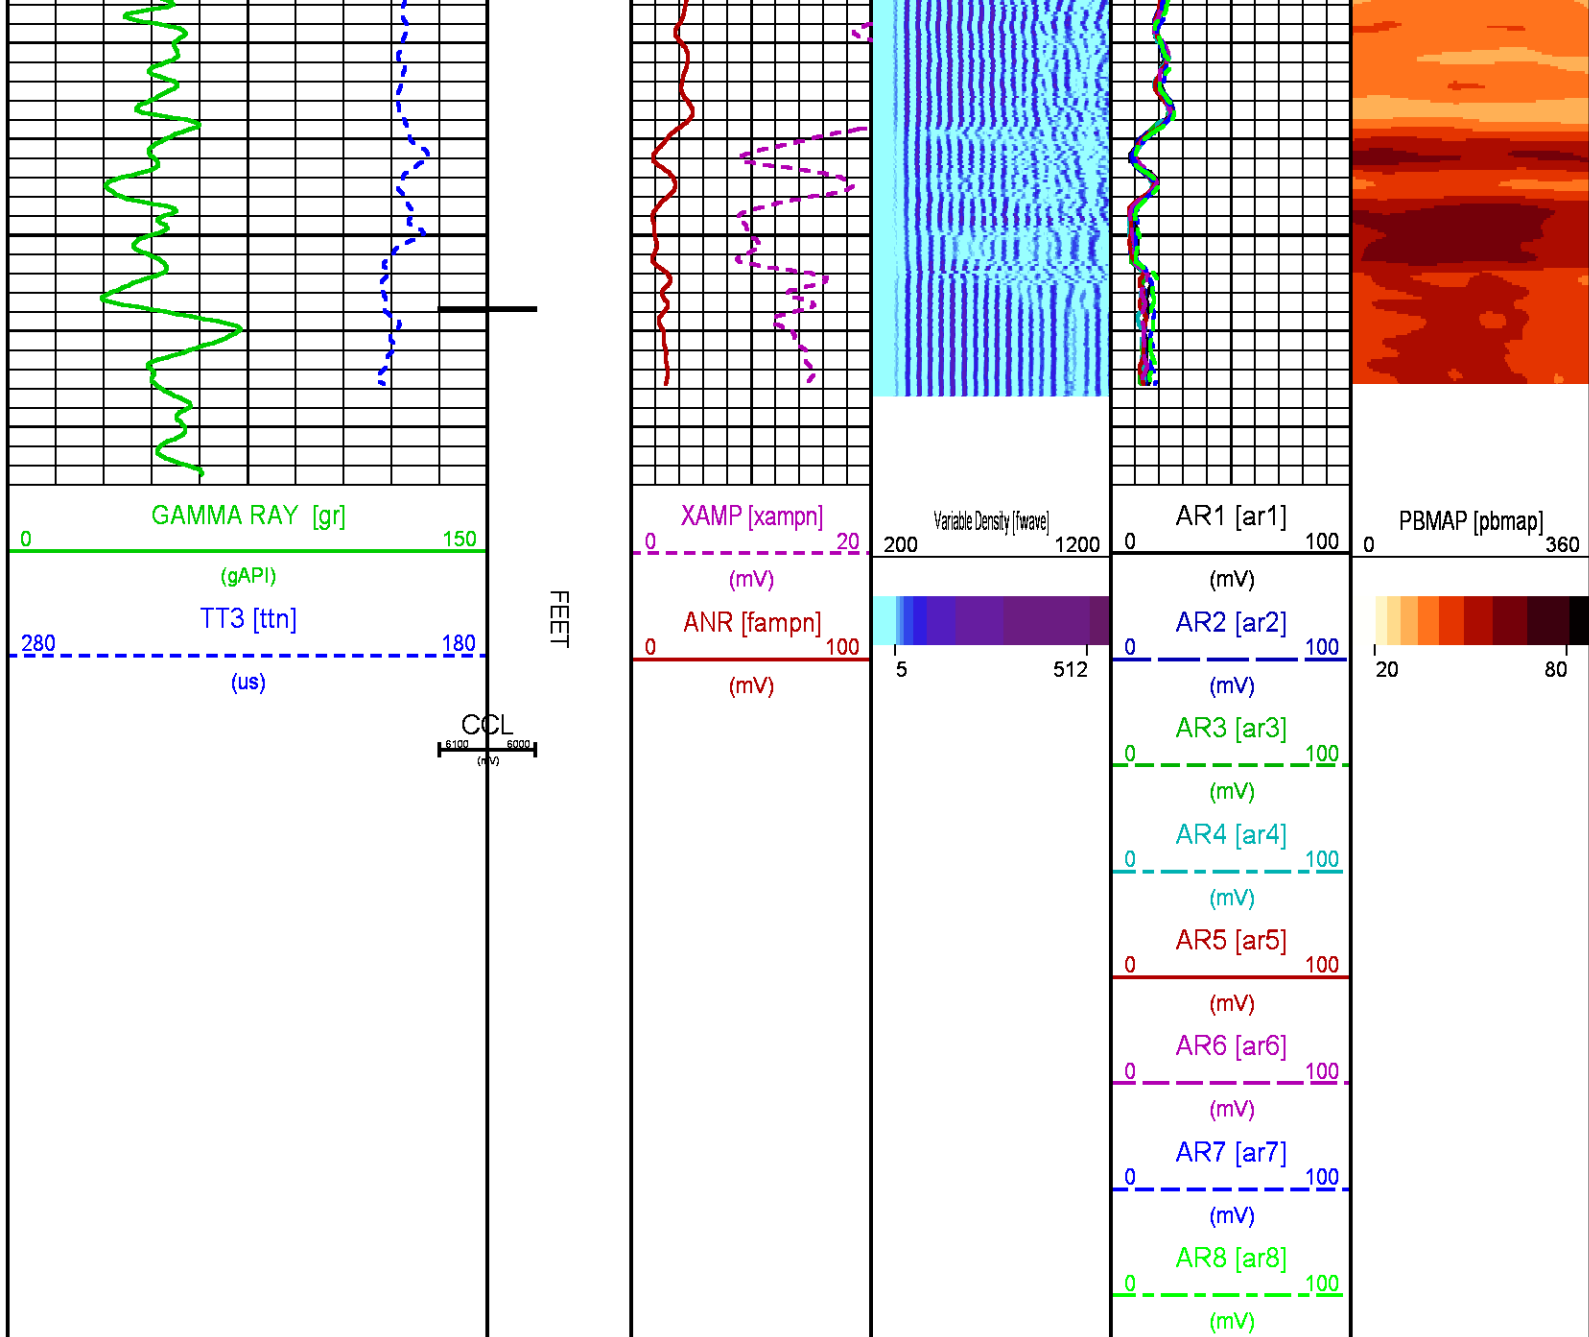 GAMMA RAY [gr]
0 150
(gAPI)
TT3 [ttn]
280 180
(us)
CCL
6100 6000
(mV)
FEET
XAMP [xampn]
0 20
(mV)
ANR [fampn]
0 100
(mV)
Variable Density [fwave]
200 1200
5 512
AR1 [ar1]
0 100
(mV)
AR2 [ar2]
0 100
(mV)
AR3 [ar3]
0 100
(mV)
AR4 [ar4]
0 100
(mV)
AR5 [ar5]
0 100
(mV)
AR6 [ar6]
0 100
(mV)
AR7 [ar7]
0 100
(mV)
AR8 [ar8]
0 100
(mV)
PBMAP [pbmap]
0 360
20 80